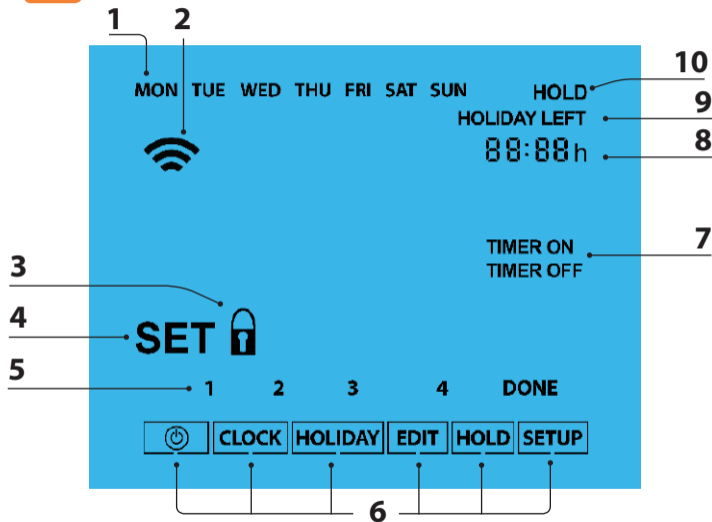 1 2
MON TUE WED THU FRI SAT SUN HOLD 10
HOLIDAY LEFT 9
88:88h 8
TIMER ON 7
TIMER OFF
3
4 SET
5
1 2 3 4 DONE
CLOCK HOLIDAY EDIT HOLD SETUP
6